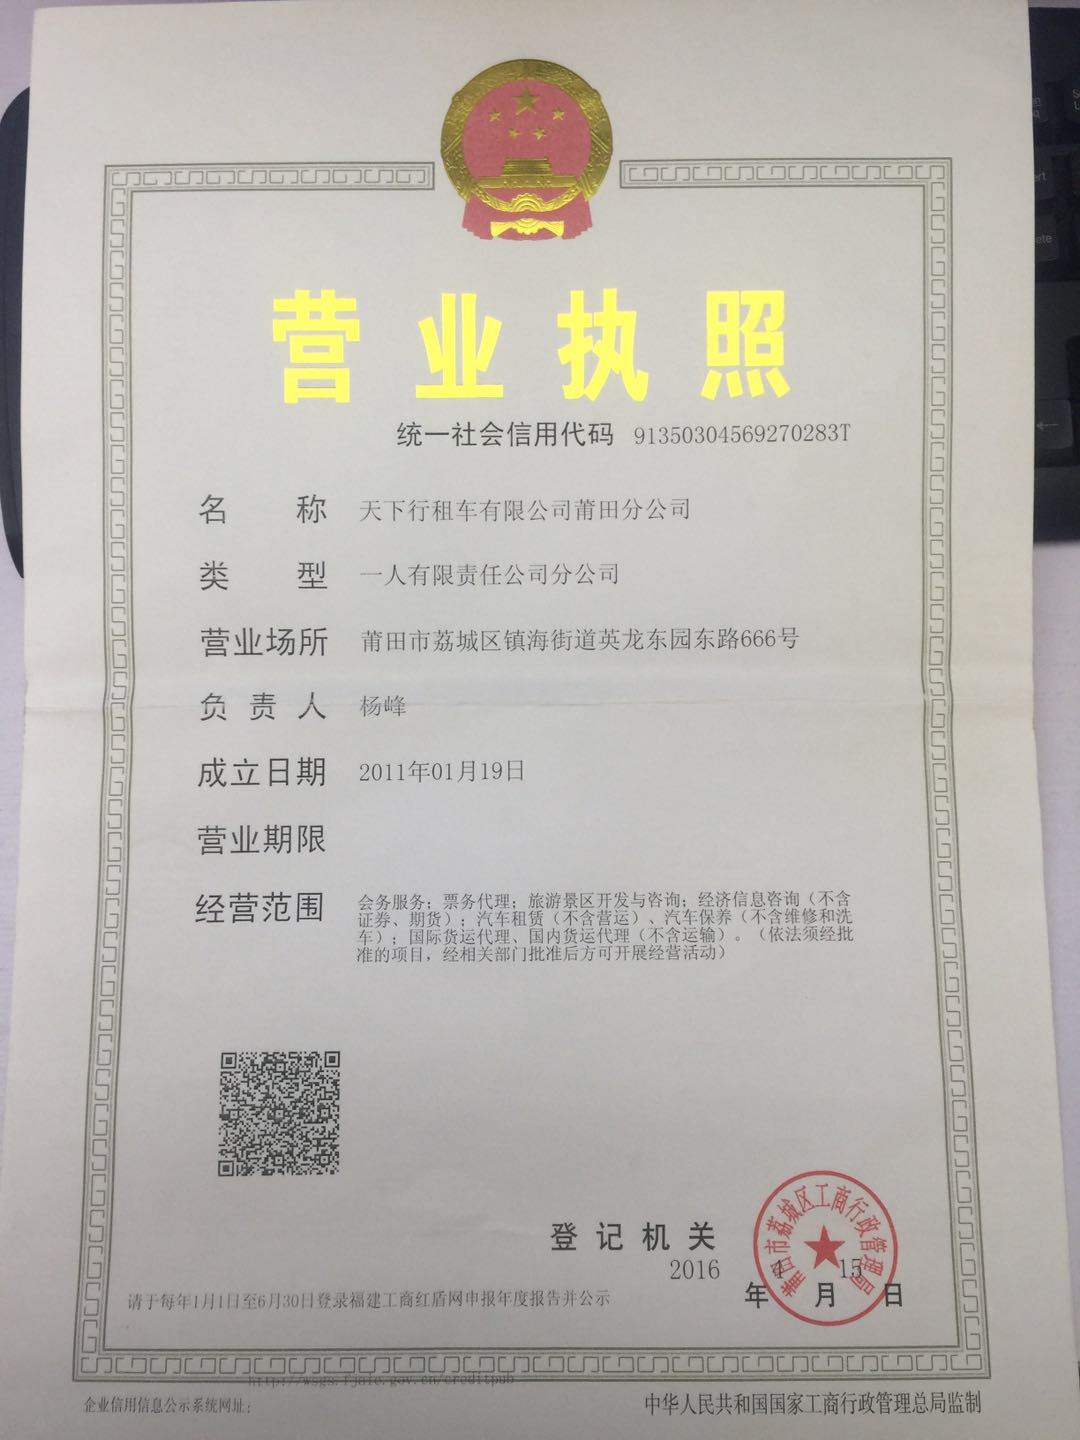 营业执照
统一社会信用代码 91350304569270283T
名称 天下行租车有限公司莆田分公司
类型 一人有限责任公司分公司
营业场所 莆田市荔城区镇海街道英龙东园东路666号
负责人 杨峰
成立日期 2011年01月19日
营业期限
经营范围 会务服务；票务代理；旅游景区开发与咨询；经济信息咨询（不含
证券、期货）；汽车租赁（不含营运）、汽车保养（不含维修和洗
车）；国际货运代理、国内货运代理（不含运输）。（依法须经批
准的项目，经相关部门批准后方可开展经营活动）
登记机关
莆田市荔城区工商行政管理局
2016年1月15日
请于每年1月1日至6月30日登录福建工商红盾网申报年度报告并公示
http://wsgs.fjaic.gov.cn/creditpub
企业信用信息公示系统网址：
中华人民共和国国家工商行政管理总局监制